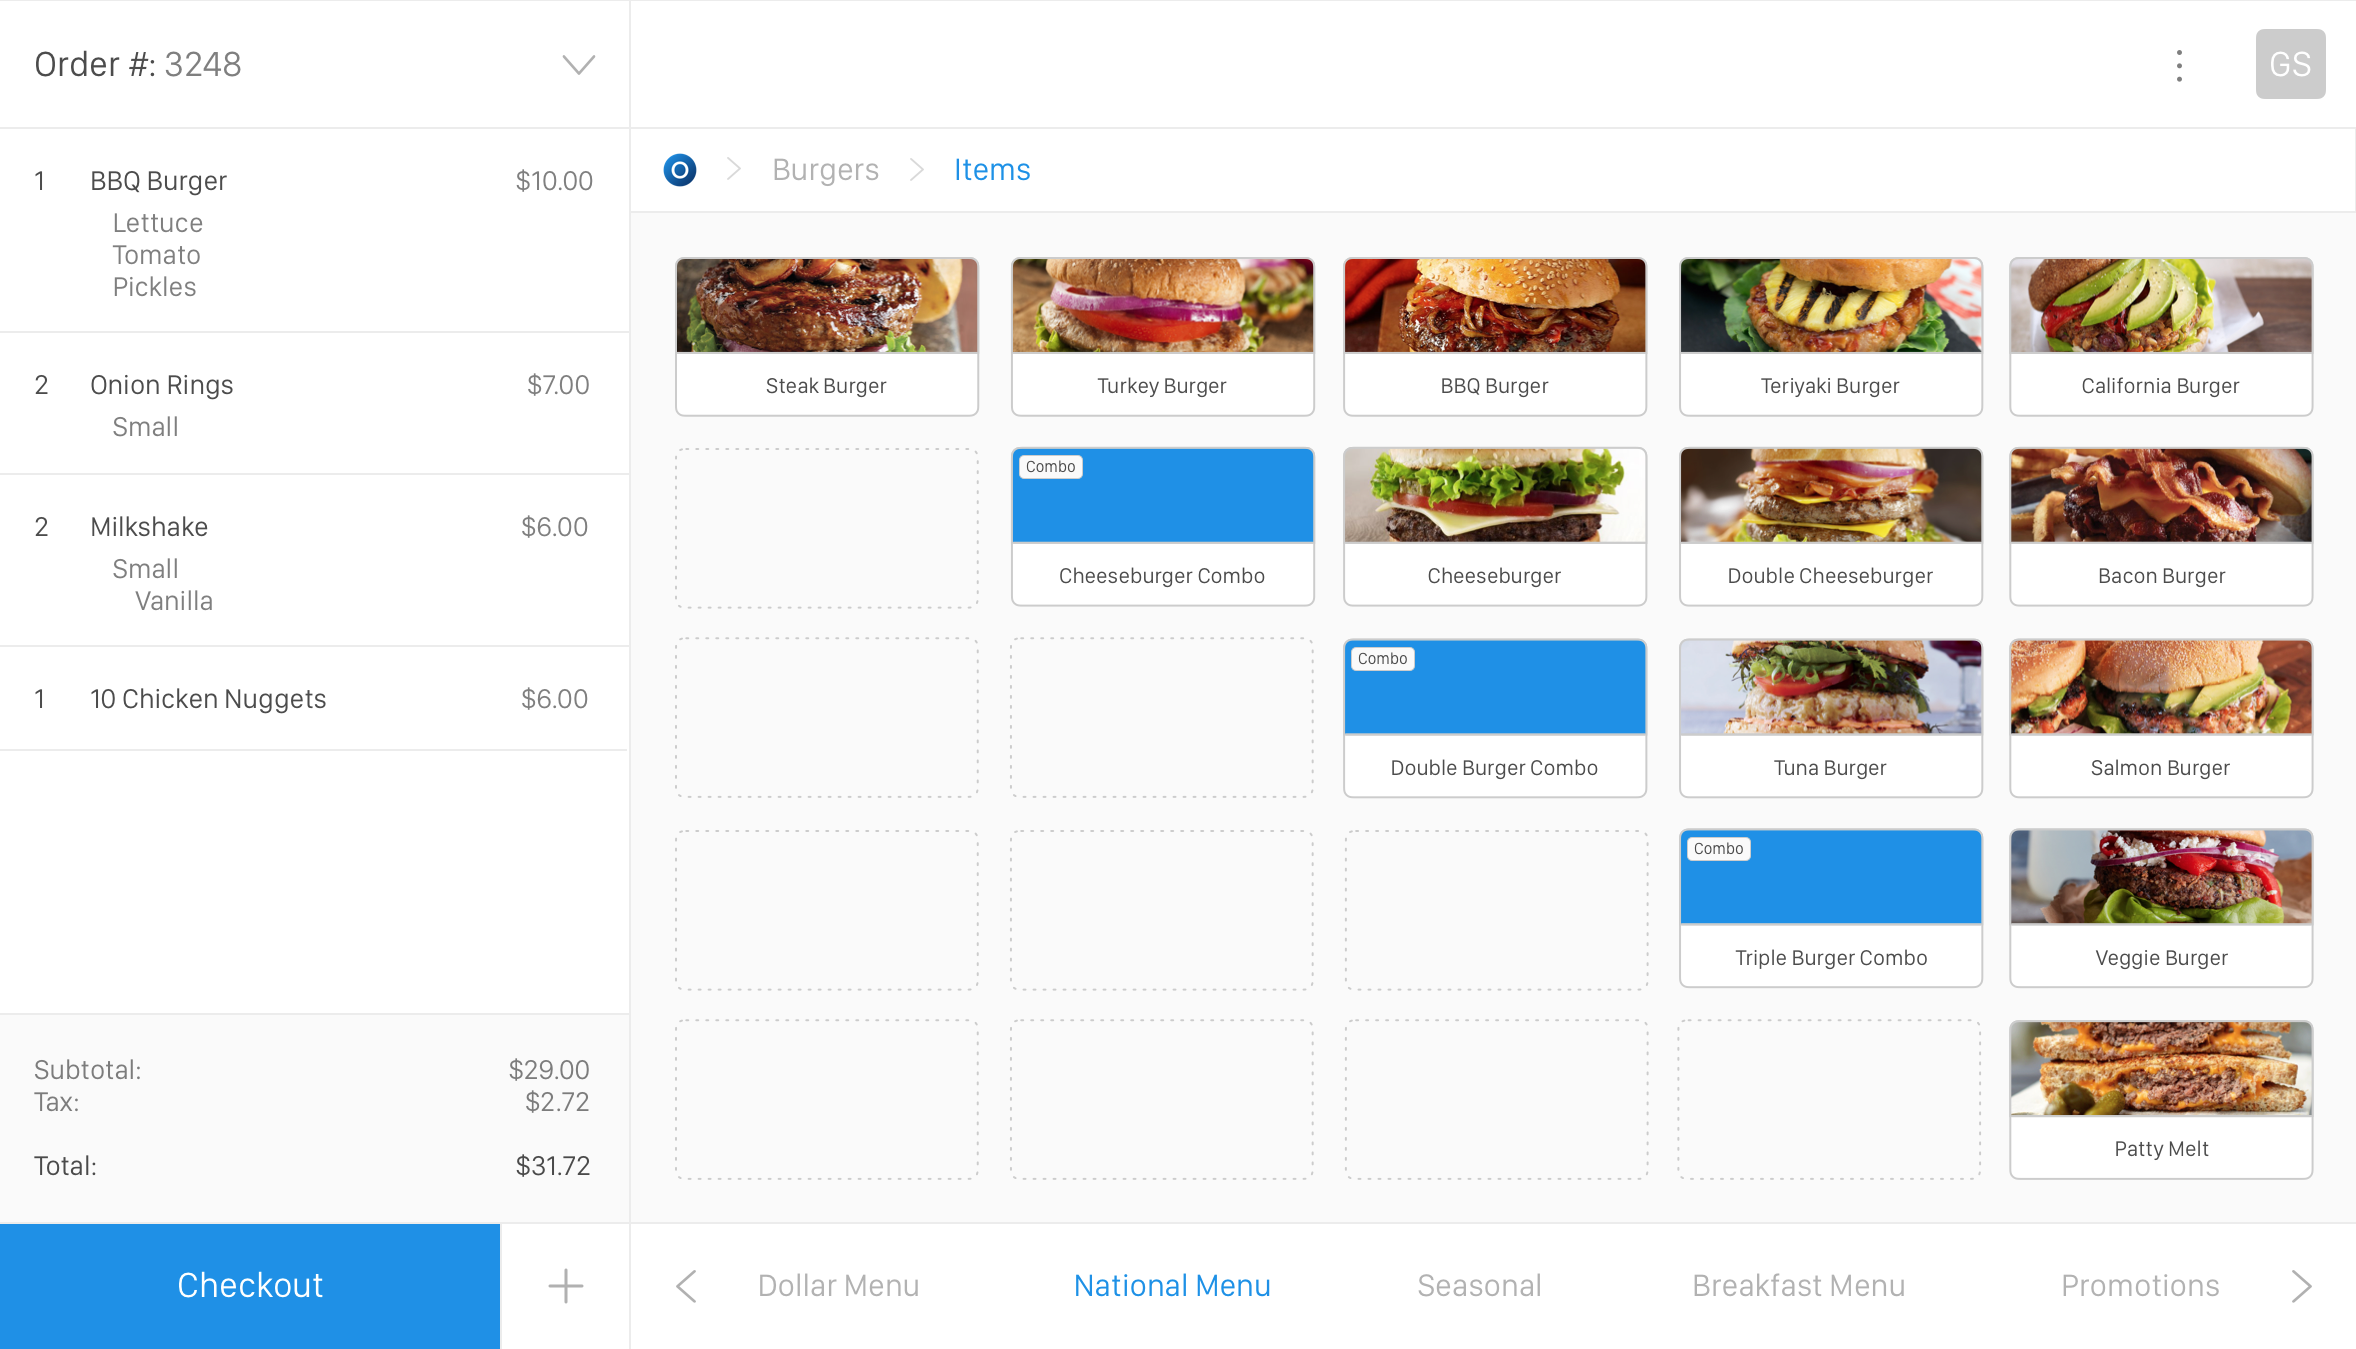 Order #: 3248
GS
1 BBQ Burger $10.00
Lettuce
Tomato
Pickles
2 Onion Rings $7.00
Small
2 Milkshake $6.00
Small
Vanilla
1 10 Chicken Nuggets $6.00
Subtotal: $29.00
Tax: $2.72
Total: $31.72
Checkout
Burgers Items
Steak Burger Turkey Burger BBQ Burger Teriyaki Burger California Burger
Combo
Cheeseburger Combo Cheeseburger Double Cheeseburger Bacon Burger
Combo
Double Burger Combo Tuna Burger Salmon Burger
Combo
Triple Burger Combo Veggie Burger
Patty Melt
Dollar Menu National Menu Seasonal Breakfast Menu Promotions